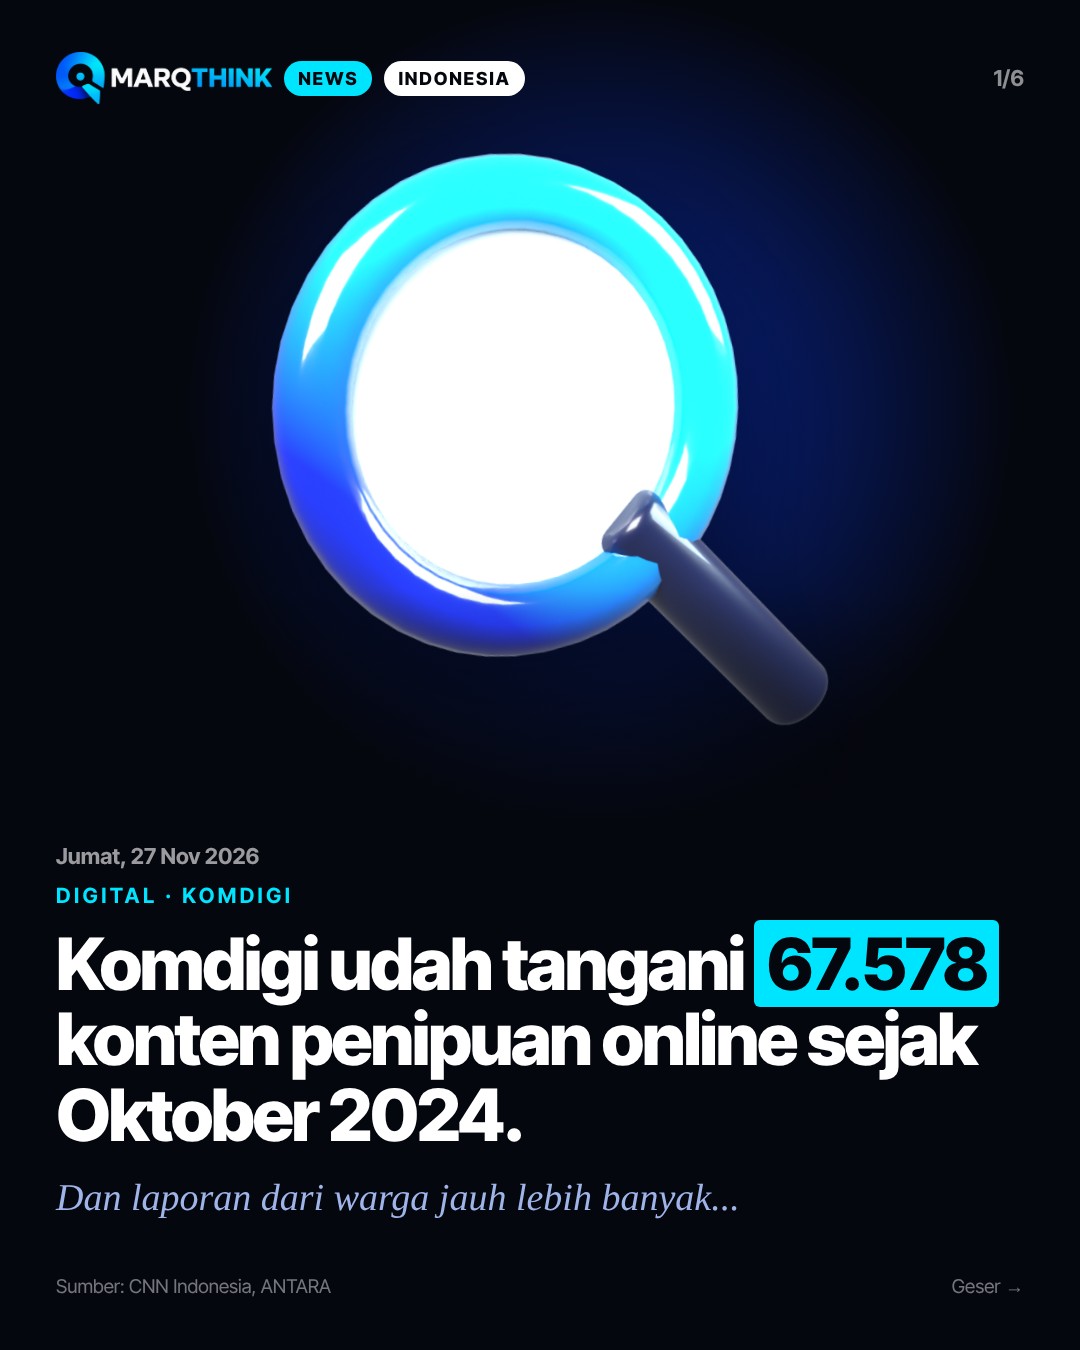 MARQTHINK NEWS INDONESIA 1/6
Jumat, 27 Nov 2026
DIGITAL · KOMDIGI
Komdigi udah tangani 67.578
konten penipuan online sejak
Oktober 2024.
Dan laporan dari warga jauh lebih banyak...
Sumber: CNN Indonesia, ANTARA Geser →